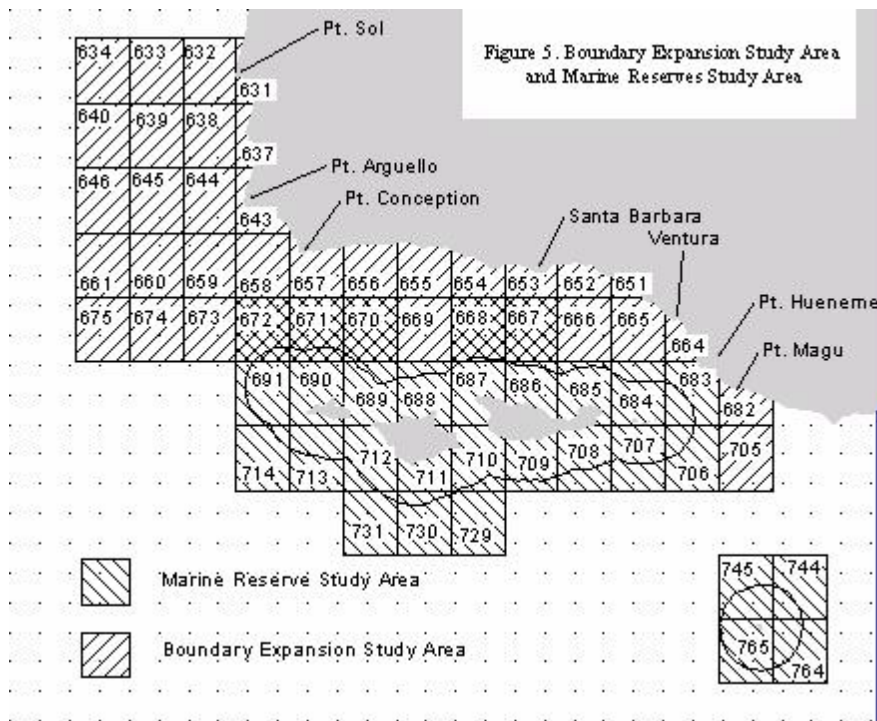 Figure 5. Boundary Expansion Study Area
and Marine Reserves Study Area
Pt. Sol
634 633 632
631
640 639 638
637
Pt. Arguello
646 645 644
Pt. Conception
643
Santa Barbara
Ventura
661 660 659 658 657 656 655 654 653 652 651
Pt. Hueneme
675 674 673 672 671 670 669 668 667 666 665
664
Pt. Magu
691 690 689 688 687 686 685 684 683
682
714 713 712 711 710 709 708 707 706 705
731 730 729
745 744
Marine Reserve Study Area
765 764
Boundary Expansion Study Area